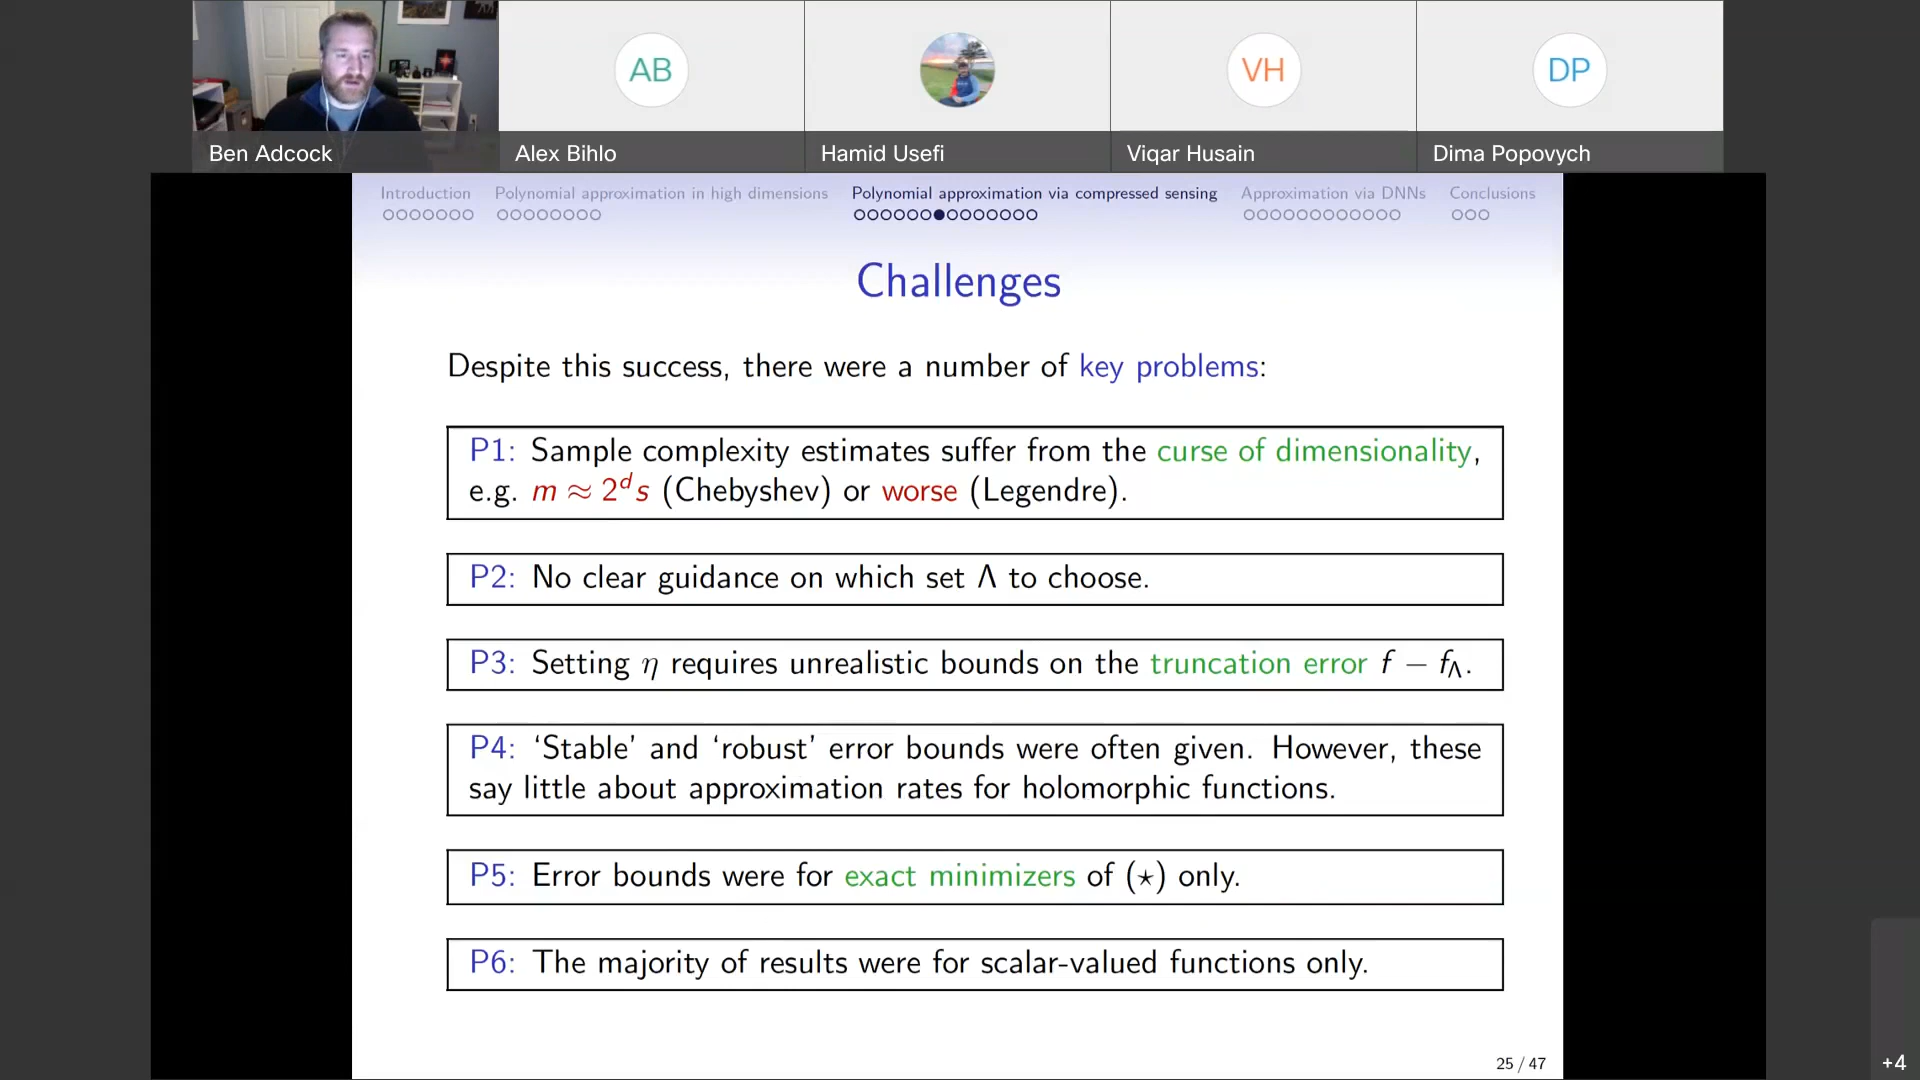 AB
VH
DP
Ben Adcock
Alex Bihlo
Hamid Usefi
Viqar Husain
Dima Popovych
Introduction
Polynomial approximation in high dimensions
Polynomial approximation via compressed sensing
Approximation via DNNs
Conclusions
Challenges
Despite this success, there were a number of key problems:
P1: Sample complexity estimates suffer from the curse of dimensionality,
e.g. m ≈ 2^d s (Chebyshev) or worse (Legendre).
P2: No clear guidance on which set Λ to choose.
P3: Setting η requires unrealistic bounds on the truncation error f − f_Λ.
P4: ‘Stable’ and ‘robust’ error bounds were often given. However, these
say little about approximation rates for holomorphic functions.
P5: Error bounds were for exact minimizers of (⋆) only.
P6: The majority of results were for scalar-valued functions only.
25 / 47
+4